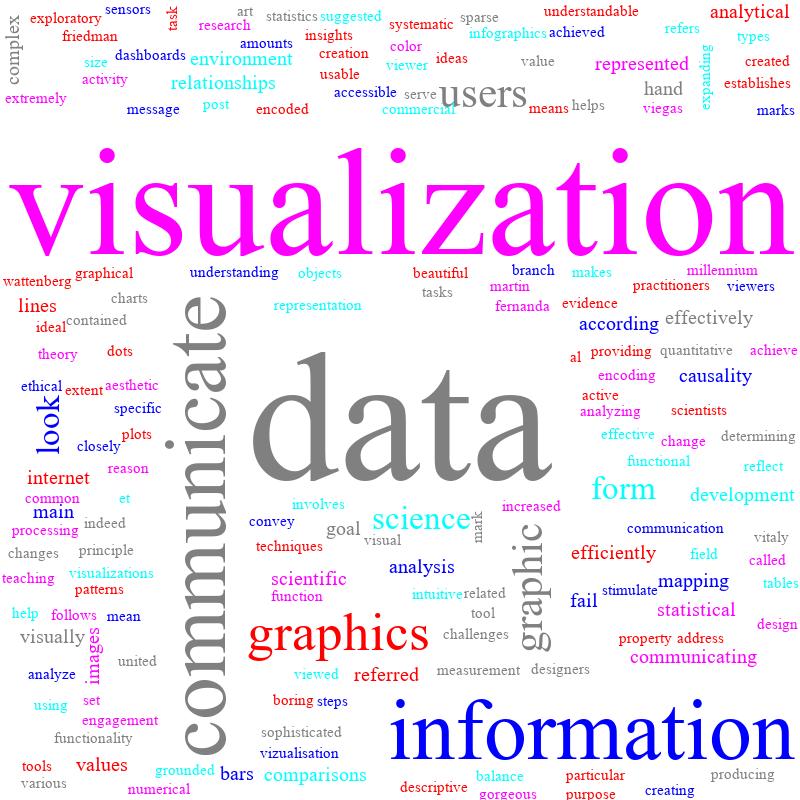 complex
exploratory
sensors
task
art
statistics
suggested
systematic
sparse
understandable
analytical
friedman
research
insights
infographics
achieved
refers
types
dashboards
amounts
creation
color
size
environment
viewer
ideas
value
represented
expanding
created
activity
relationships
usable
accessible
serve
users
hand
establishes
extremely
message
post
encoded
commercial
means
helps
viegas
marks
visualization
wattenberg
graphical
understanding
objects
beautiful
branch
makes
millennium
lines
charts
representation
tasks
martin
practitioners
viewers
fernanda
evidence
ideal
contained
communicate
according
effectively
theory
dots
data
al
providing
quantitative
achieve
ethical
extent
aesthetic
encoding
causality
active
look
specific
analyzing
scientists
closely
plots
effective
change
determining
internet
reason
functional
reflect
common
et
form
development
main
involves
increased
processing
indeed
convey
goal
science
mark
communication
vitaly
changes
principle
techniques
visual
graphic
efficiently
field
called
teaching
visualizations
scientific
analysis
mapping
tables
patterns
function
intuitive
related
fail
stimulate
help
follows
mean
tool
statistical
visually
images
graphics
challenges
property
address
design
analyze
united
viewed
referred
measurement
designers
communicating
using
set
boring
steps
information
engagement
functionality
sophisticated
vizualisation
tools
values
grounded
bars
comparisons
balance
particular
producing
various
numerical
descriptive
gorgeous
purpose
creating